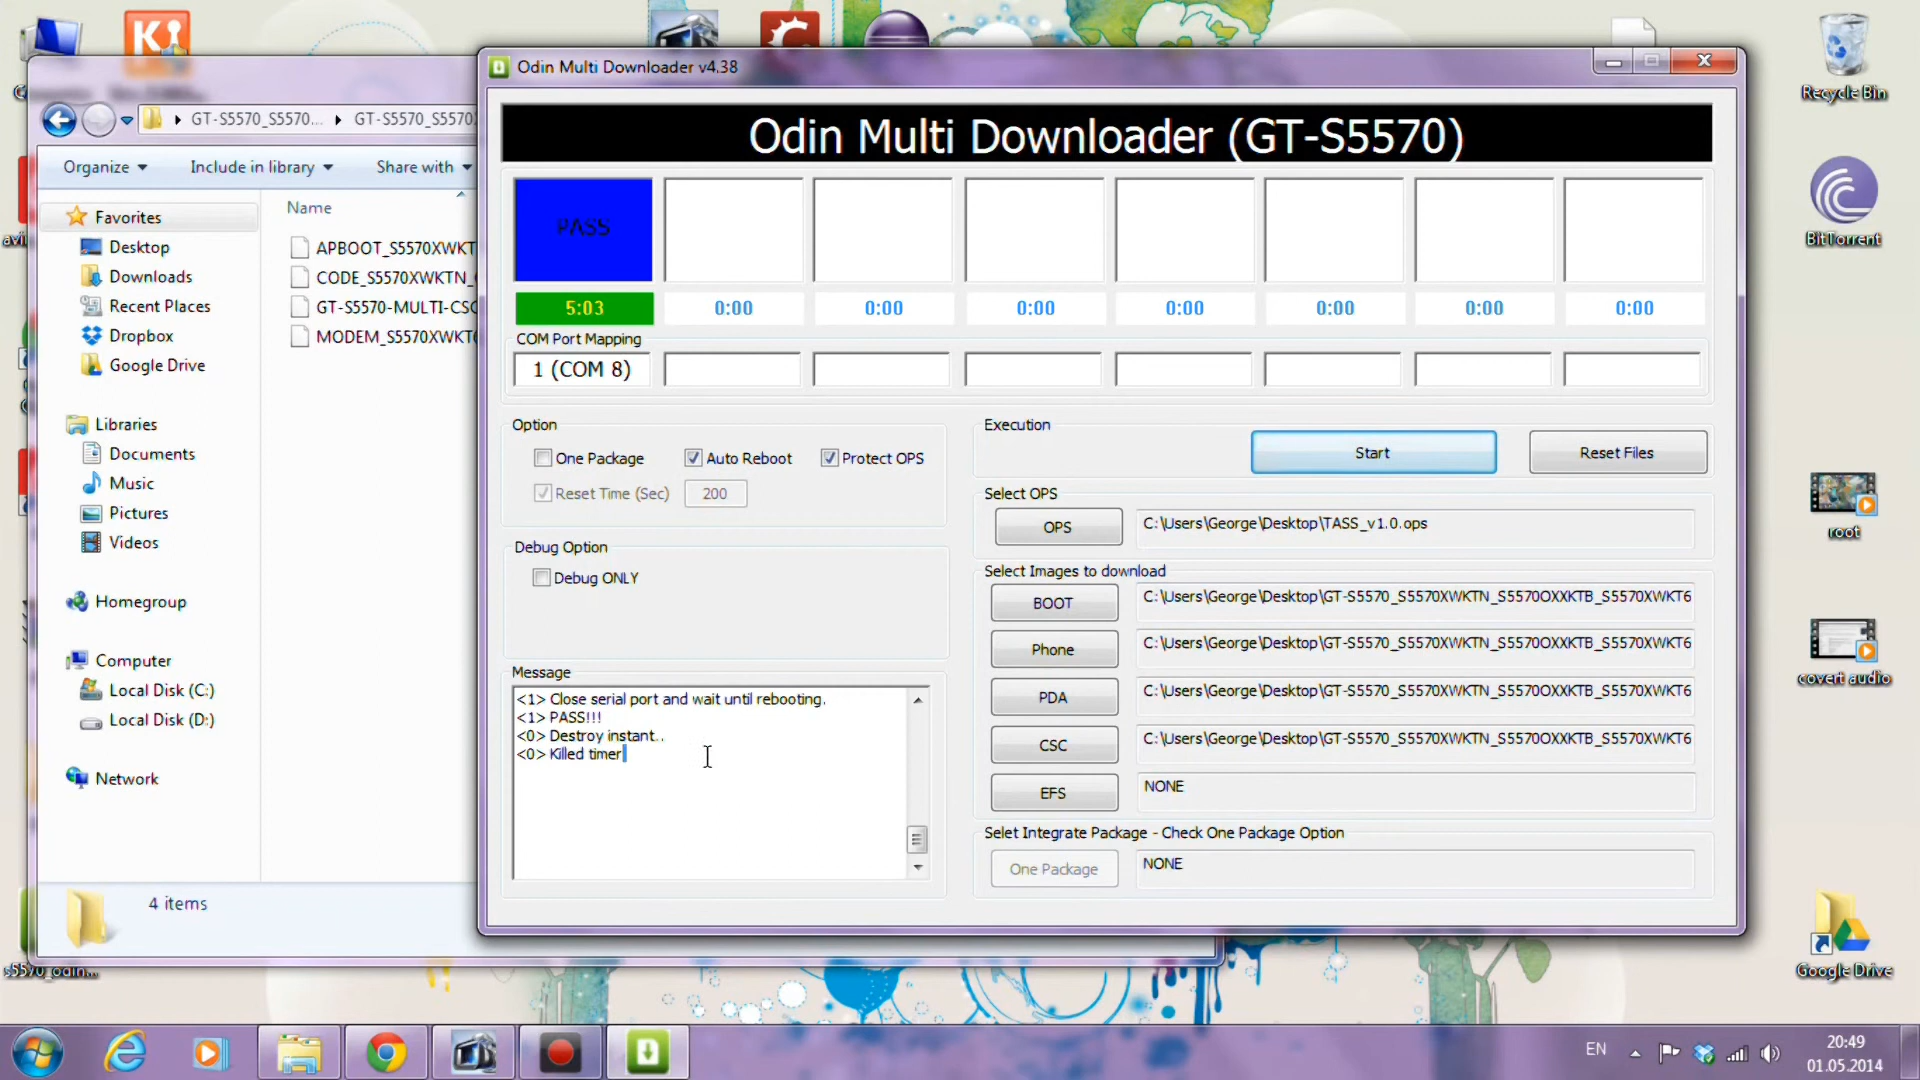 Odin Multi Downloader v4.38
Odin Multi Downloader (GT-S5570)
PASS
5:03 0:00 0:00 0:00 0:00 0:00 0:00 0:00
COM Port Mapping
1 (COM 8)
Option
One Package Auto Reboot Protect OPS
Reset Time (Sec) 200
Debug Option
Debug ONLY
Message
<1> Close serial port and wait until rebooting.
<1> PASS!!!
<0> Destroy instant..
<0> Killed timer
Execution
Start Reset Files
Select OPS
OPS C:\Users\George\Desktop\TASS_v1.0.ops
Select Images to download
BOOT C:\Users\George\Desktop\GT-S5570_S5570XWKTN_S5570OXXKTB_S5570XWKT6
Phone C:\Users\George\Desktop\GT-S5570_S5570XWKTN_S5570OXXKTB_S5570XWKT6
PDA C:\Users\George\Desktop\GT-S5570_S5570XWKTN_S5570OXXKTB_S5570XWKT6
CSC C:\Users\George\Desktop\GT-S5570_S5570XWKTN_S5570OXXKTB_S5570XWKT6
EFS NONE
Selet Integrate Package - Check One Package Option
One Package NONE
GT-S5570_S5570... GT-S5570_S5570
Organize Include in library Share with
Name
APBOOT_S5570XWKT
CODE_S5570XWKTN_
GT-S5570-MULTI-CSC
MODEM_S5570XWKT6
Favorites
Desktop
Downloads
Recent Places
Dropbox
Google Drive
Libraries
Documents
Music
Pictures
Videos
Homegroup
Computer
Local Disk (C:)
Local Disk (D:)
Network
4 items
s5570_odin...
Recycle Bin
BitTorrent
root
covert audio
Google Drive
EN
20:49
01.05.2014